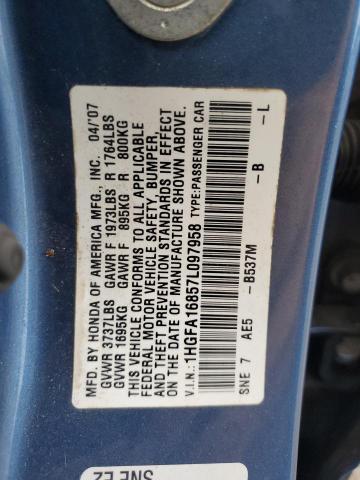 MFD. BY HONDA OF AMERICA MFG., INC. 04/'07
GVWR 3737LBS GAWR F 1973LBS R 1764LBS
GVWR 1695KG GAWR F 895KG R 800KG
THIS VEHICLE CONFORMS TO ALL APPLICABLE
FEDERAL MOTOR VEHICLE SAFETY, BUMPER,
AND THEFT PREVENTION STANDARDS IN EFFECT
ON THE DATE OF MANUFACTURE SHOWN ABOVE.
V.I.N.: 1HGFA16857L097958 TYPE:PASSENGER CAR
SNE 7 AE5 - B537M - B - L
SNE EZ